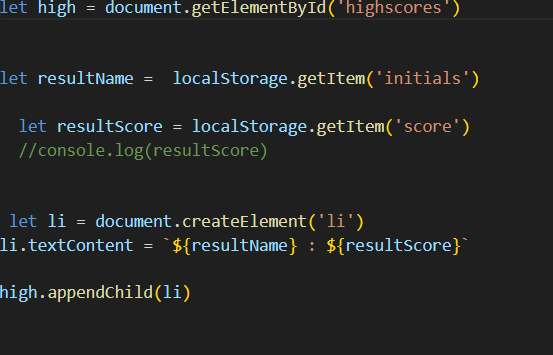 let high = document.getElementById('highscores')
let resultName =  localStorage.getItem('initials')
let resultScore = localStorage.getItem('score')
//console.log(resultScore)
let li = document.createElement('li')
li.textContent = `${resultName} : ${resultScore}`
high.appendChild(li)